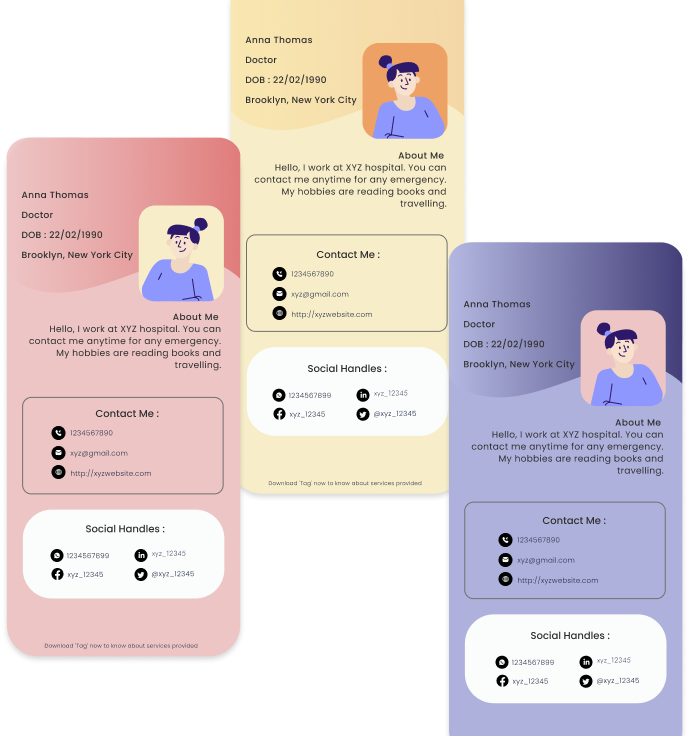 Anna Thomas
Doctor
DOB : 22/02/1990
Brooklyn, New York City
About Me
Hello, I work at XYZ hospital. You can
contact me anytime for any emergency.
My hobbies are reading books and
travelling.
Contact Me :
1234567890
xyz@gmail.com
http://xyzwebsite.com
Social Handles :
1234567899
xyz_12345
xyz_12345
@xyz_12345
Download 'Tag' now to know about services provided
Anna Thomas
Doctor
DOB : 22/02/1990
Brooklyn, New York City
About Me
Hello, I work at XYZ hospital. You can
contact me anytime for any emergency.
My hobbies are reading books and
travelling.
Contact Me :
1234567890
xyz@gmail.com
http://xyzwebsite.com
Social Handles :
1234567899
xyz_12345
xyz_12345
@xyz_12345
Download 'Tag' now to know about services provided
Anna Thomas
Doctor
DOB : 22/02/1990
Brooklyn, New York City
About Me
Hello, I work at XYZ hospital. You can
contact me anytime for any emergency.
My hobbies are reading books and
travelling.
Contact Me :
1234567890
xyz@gmail.com
http://xyzwebsite.com
Social Handles :
1234567899
xyz_12345
xyz_12345
@xyz_12345